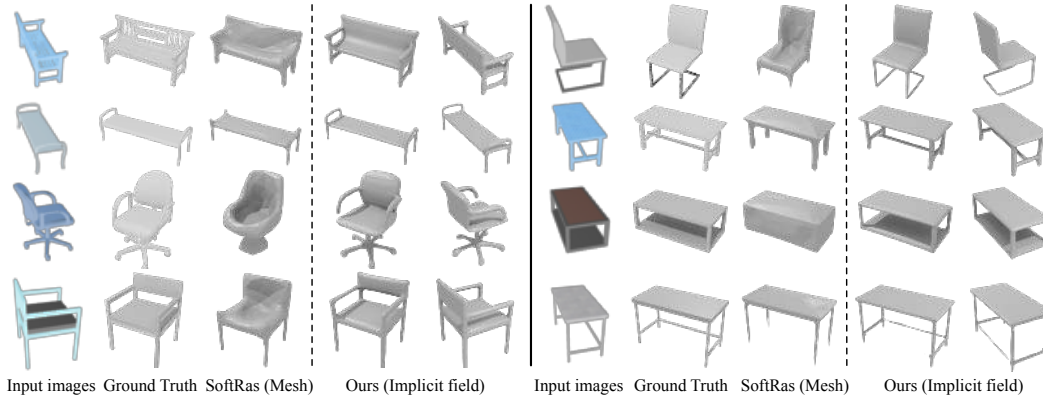 Input images Ground Truth SoftRas (Mesh) Ours (Implicit field) Input images Ground Truth SoftRas (Mesh) Ours (Implicit field)